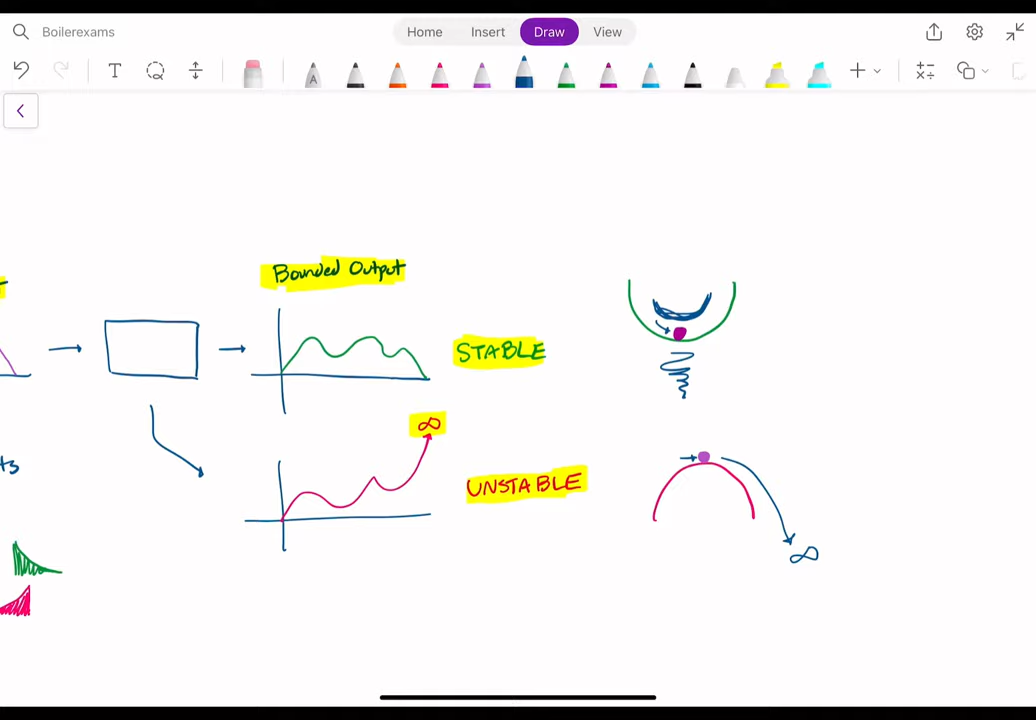 Boilerexams
Home Insert Draw View
T
A
Bounded Output
STABLE
∞
UNSTABLE
∞